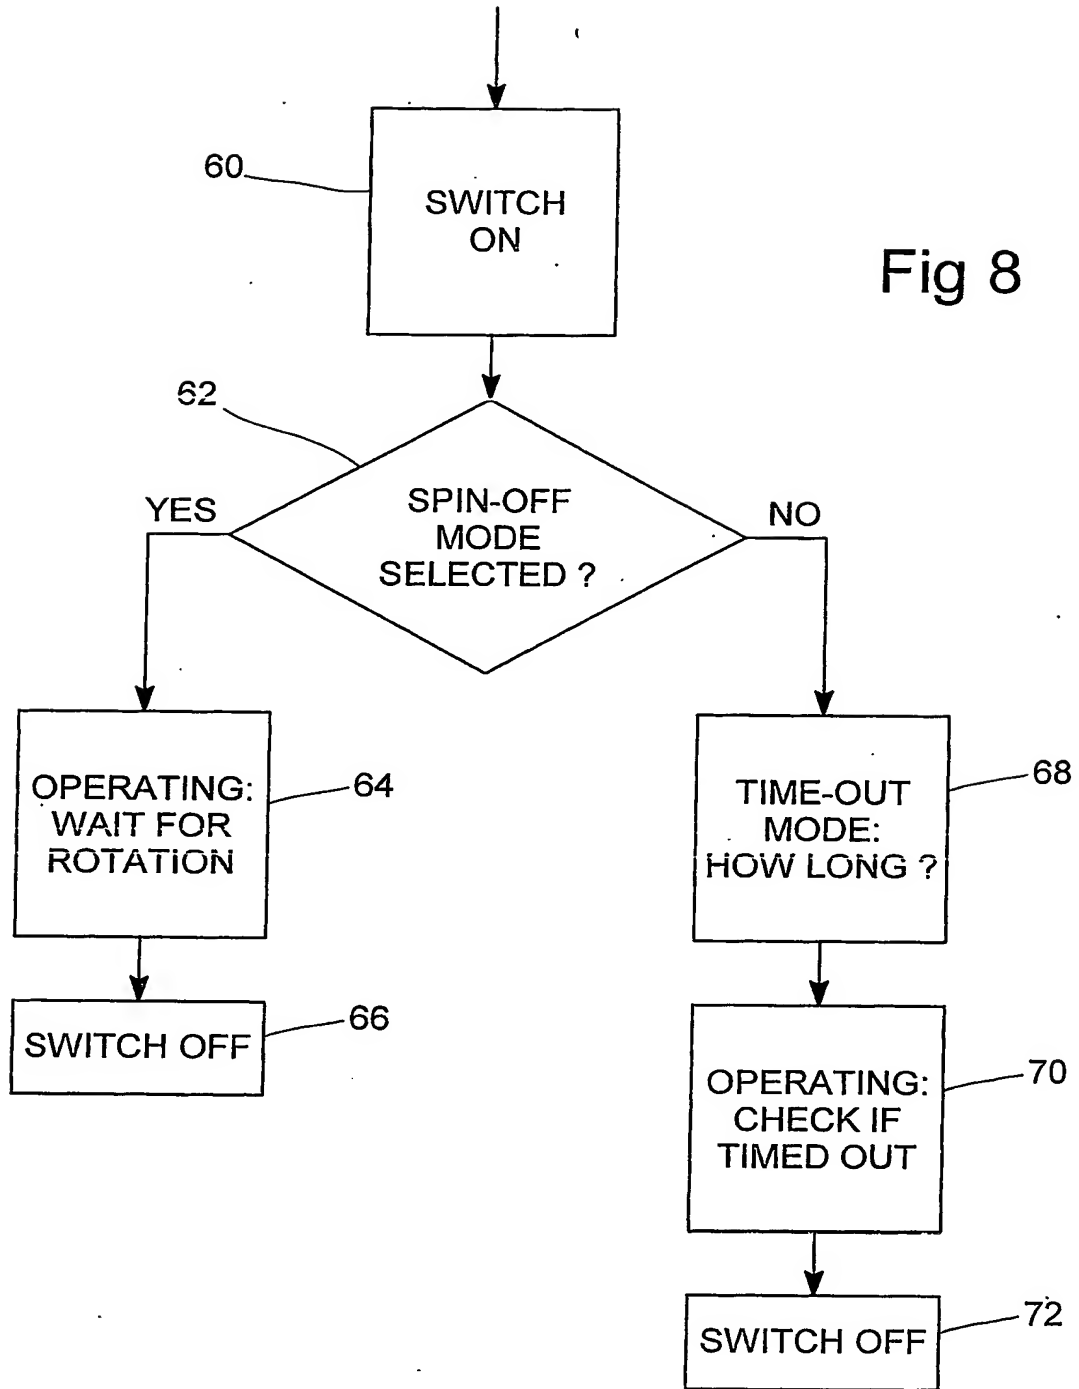 60
SWITCH
ON
Fig 8
62
YES
SPIN-OFF
MODE
SELECTED ?
NO
OPERATING:
WAIT FOR
ROTATION
64
SWITCH OFF
66
TIME-OUT
MODE:
HOW LONG ?
68
OPERATING:
CHECK IF
TIMED OUT
70
SWITCH OFF
72